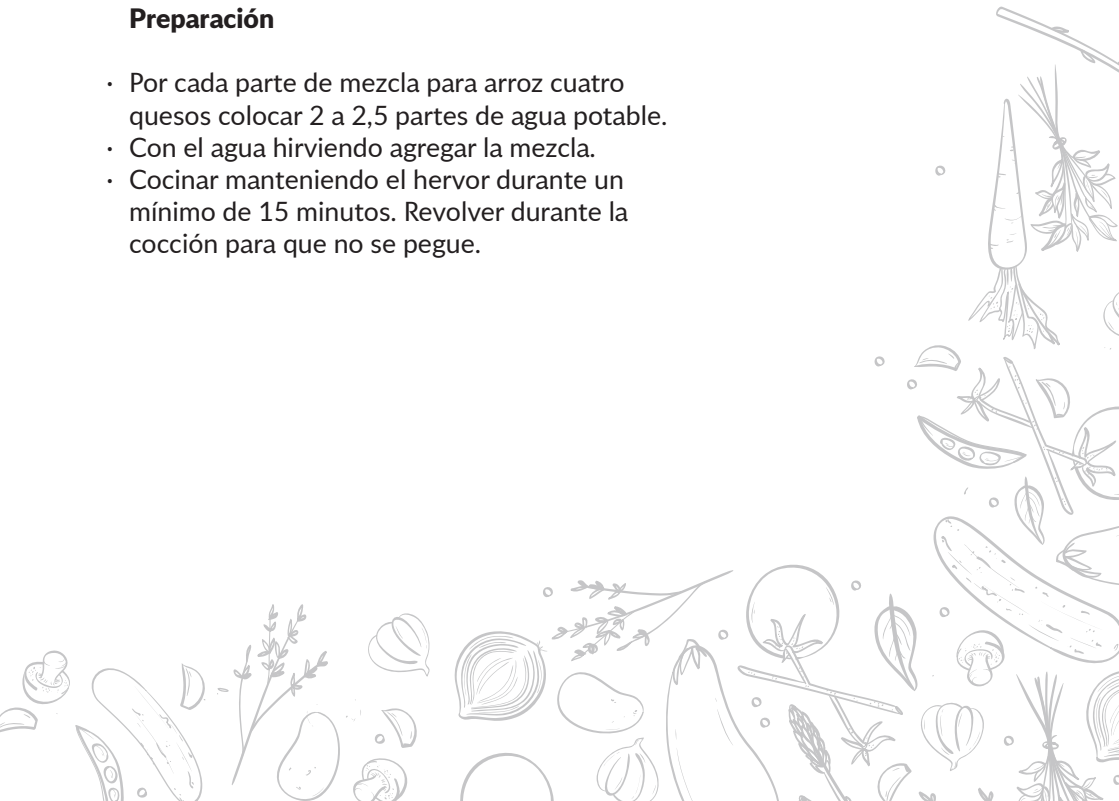 Preparación
· Por cada parte de mezcla para arroz cuatro
quesos colocar 2 a 2,5 partes de agua potable.
· Con el agua hirviendo agregar la mezcla.
· Cocinar manteniendo el hervor durante un
mínimo de 15 minutos. Revolver durante la
cocción para que no se pegue.